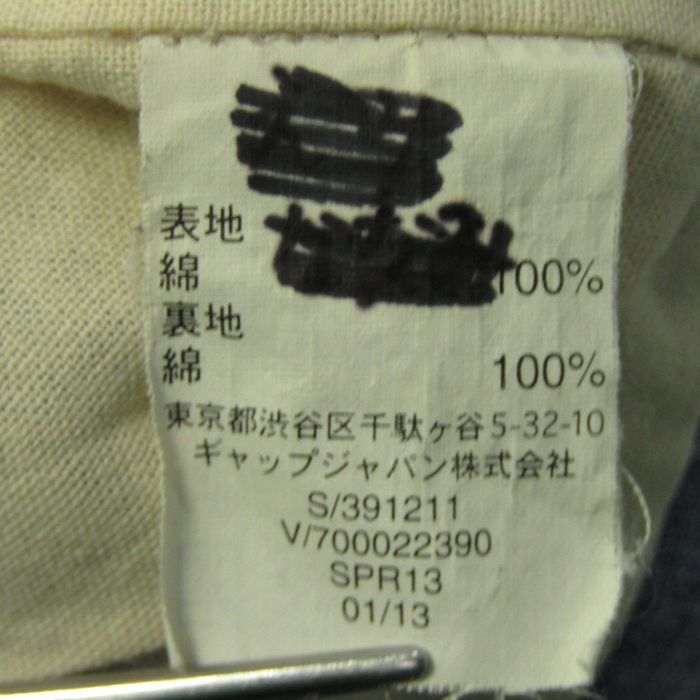 表地
綿 100%
裏地
綿 100%
東京都渋谷区千駄ヶ谷5-32-10
ギャップジャパン株式会社
S/391211
V/700022390
SPR13
01/13